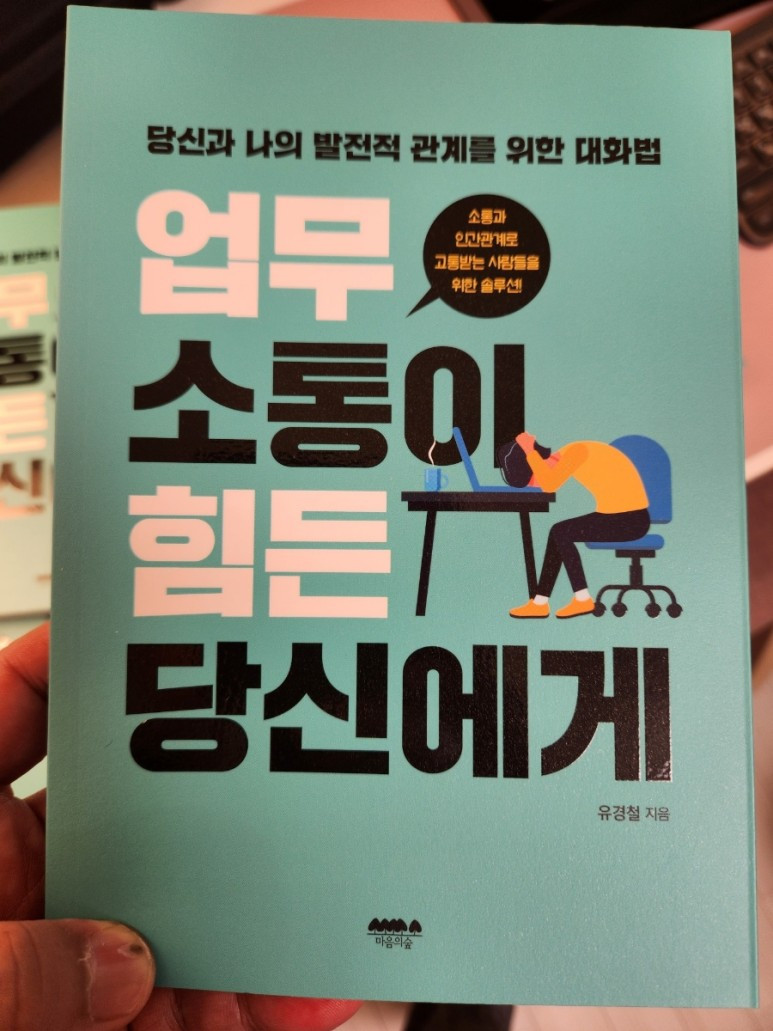 당신과 나의 발전적 관계를 위한 대화법
업무
소통과
인간관계로
고통받는 사람들을
위한 솔루션!
소통이
힘든
당신에게
유경철 지음
마음의숲